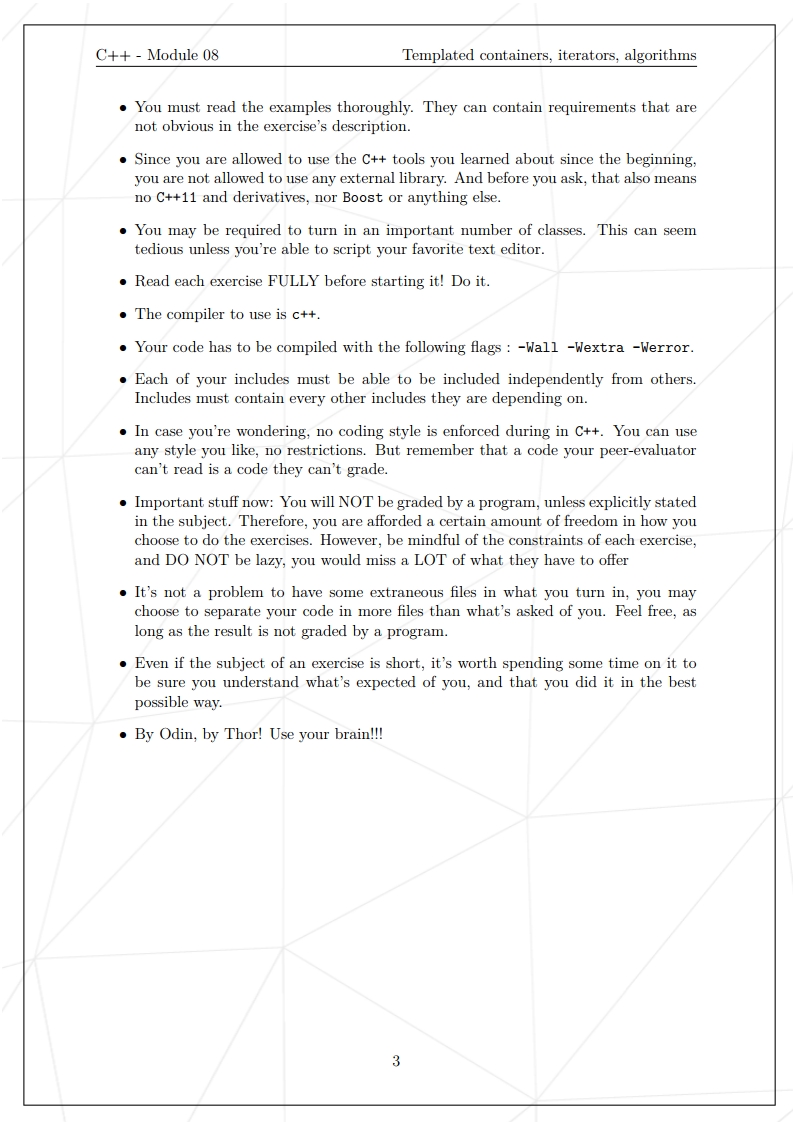 C++ - Module 08 Templated containers, iterators, algorithms
• You must read the examples thoroughly. They can contain requirements that are
not obvious in the exercise's description.
• Since you are allowed to use the C++ tools you learned about since the beginning,
you are not allowed to use any external library. And before you ask, that also means
no C++11 and derivatives, nor Boost or anything else.
• You may be required to turn in an important number of classes. This can seem
tedious unless you're able to script your favorite text editor.
• Read each exercise FULLY before starting it! Do it.
• The compiler to use is c++.
• Your code has to be compiled with the following flags : -Wall -Wextra -Werror.
• Each of your includes must be able to be included independently from others.
Includes must contain every other includes they are depending on.
• In case you're wondering, no coding style is enforced during in C++. You can use
any style you like, no restrictions. But remember that a code your peer-evaluator
can't read is a code they can't grade.
• Important stuff now: You will NOT be graded by a program, unless explicitly stated
in the subject. Therefore, you are afforded a certain amount of freedom in how you
choose to do the exercises. However, be mindful of the constraints of each exercise,
and DO NOT be lazy, you would miss a LOT of what they have to offer
• It's not a problem to have some extraneous files in what you turn in, you may
choose to separate your code in more files than what's asked of you. Feel free, as
long as the result is not graded by a program.
• Even if the subject of an exercise is short, it's worth spending some time on it to
be sure you understand what's expected of you, and that you did it in the best
possible way.
• By Odin, by Thor! Use your brain!!!
3